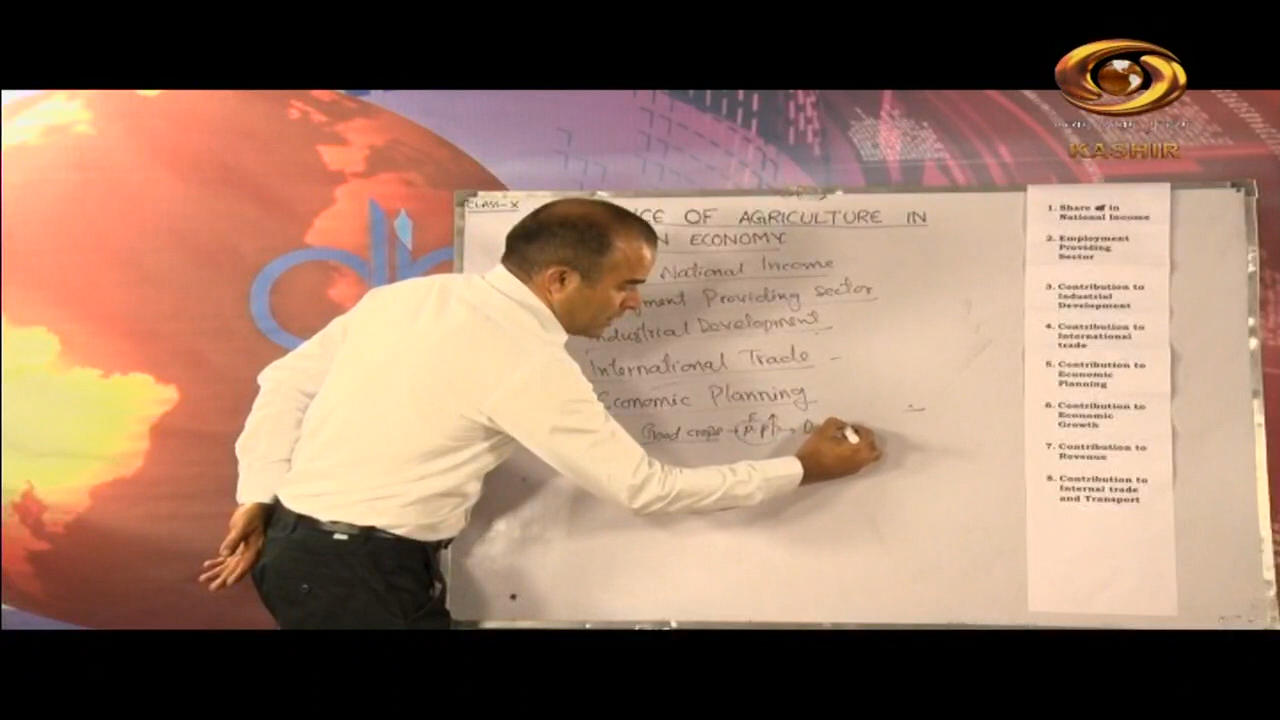 KASHIR
CLASS-X
NCE OF AGRICULTURE IN
N ECONOMY
National Income
yment Providing sector
Industrial Development
International Trade
Economic Planning
Good crops → P.P →
1. Share of in
National Income
2. Employment
Providing
Sector
3. Contribution to
Industrial
Development
4. Contribution to
International
trade
5. Contribution to
Economic
Planning
6. Contribution to
Economic
Growth
7. Contribution to
Revenue
8. Contribution to
Internal trade
and Transport